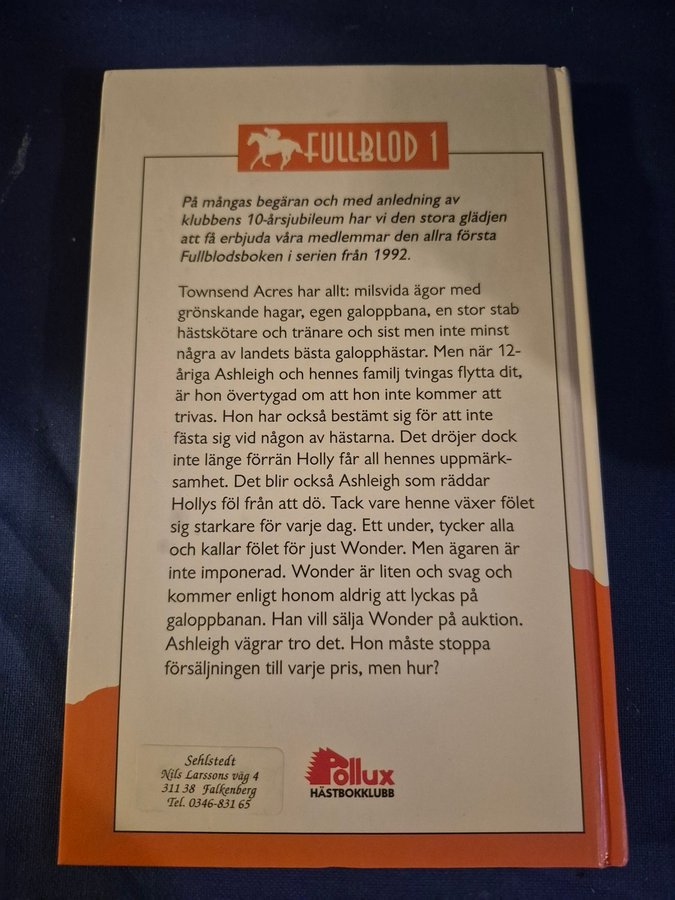 FULLBLOD 1
På mångas begäran och med anledning av
klubbens 10-årsjubileum har vi den stora glädjen
att få erbjuda våra medlemmar den allra första
Fullblodsboken i serien från 1992.
Townsend Acres har allt: milsvida ägor med
grönskande hagar, egen galoppbana, en stor stab
hästskötare och tränare och sist men inte minst
några av landets bästa galopphästar. Men när 12-
åriga Ashleigh och hennes familj tvingas flytta dit,
är hon övertygad om att hon inte kommer att
trivas. Hon har också bestämt sig för att inte
fästa sig vid någon av hästarna. Det dröjer dock
inte länge förrän Holly får all hennes uppmärk-
samhet. Det blir också Ashleigh som räddar
Hollys föl från att dö. Tack vare henne växer fölet
sig starkare för varje dag. Ett under, tycker alla
och kallar fölet för just Wonder. Men ägaren är
inte imponerad. Wonder är liten och svag och
kommer enligt honom aldrig att lyckas på
galoppbanan. Han vill sälja Wonder på auktion.
Ashleigh vägrar tro det. Hon måste stoppa
försäljningen till varje pris, men hur?
Sehlstedt
Nils Larssons väg 4
311 38 Falkenberg
Tel. 0346-831 65
Pollux
HÄSTBOKKLUBB